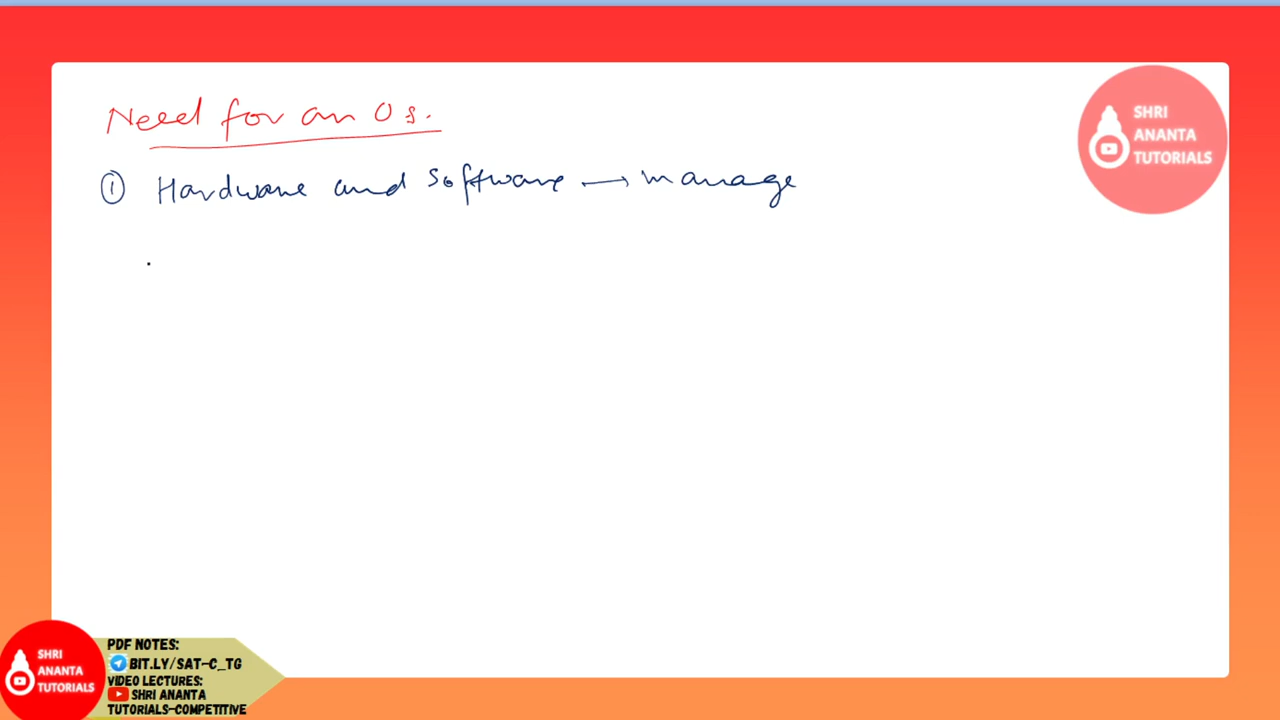 Need for an Os.
① Hardware and Software → manage
SHRI
ANANTA
TUTORIALS
SHRI
ANANTA
TUTORIALS
PDF NOTES:
BIT.LY/SAT-C_TG
VIDEO LECTURES:
SHRI ANANTA
TUTORIALS-COMPETITIVE